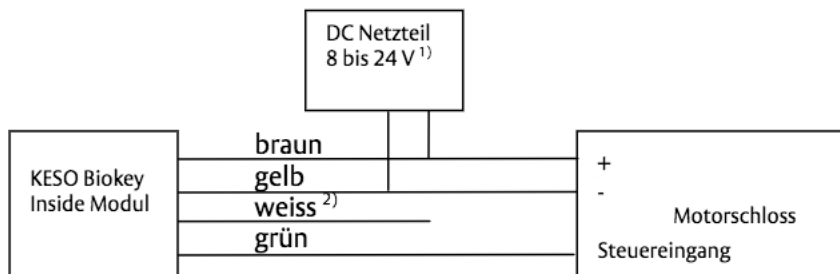 DC Netzteil
8 bis 24 V 1)
braun
gelb
weiss 2)
grün
KESO Biokey
Inside Modul
+
-
Motorschloss
Steuereingang